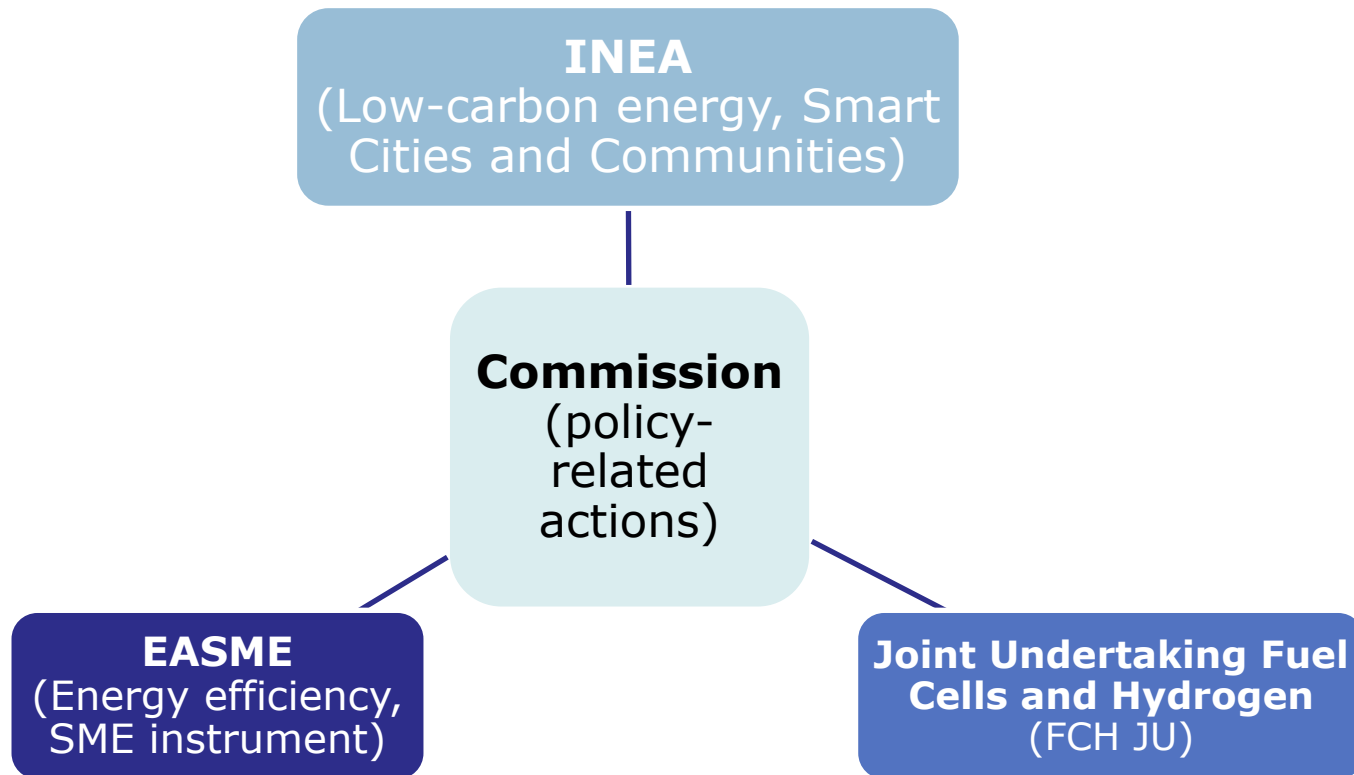 INEA
(Low-carbon energy, Smart
Cities and Communities)
Commission
(policy-
related
actions)
EASME
(Energy efficiency,
SME instrument)
Joint Undertaking Fuel
Cells and Hydrogen
(FCH JU)